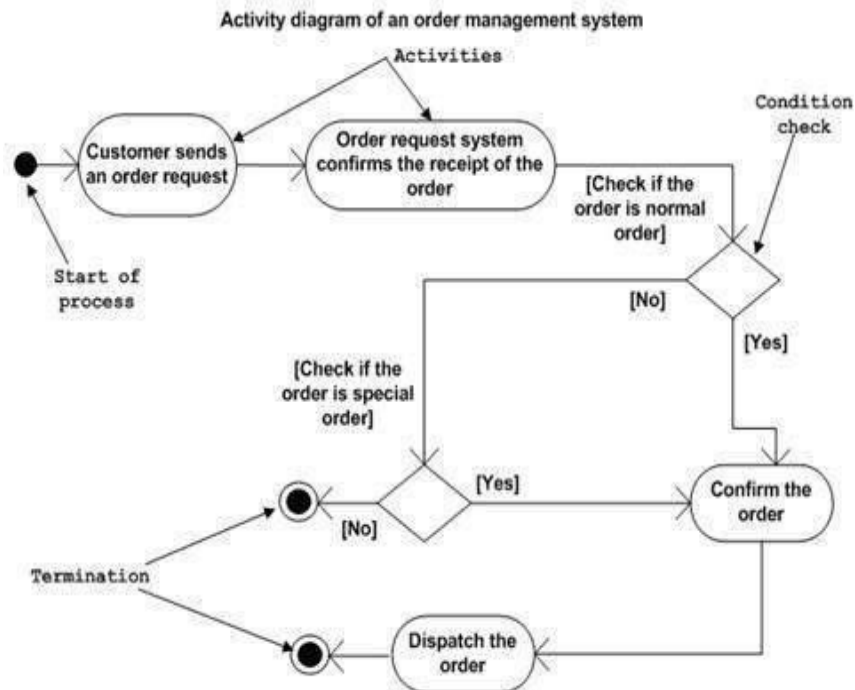 Activity diagram of an order management system
Activities
Condition
check
Customer sends
an order request
Order request system
confirms the receipt of the
order
[Check if the
order is normal
order]
Start of
process
[No]
[Yes]
[Check if the
order is special
order]
[Yes]
[No]
Confirm the
order
Termination
Dispatch the
order